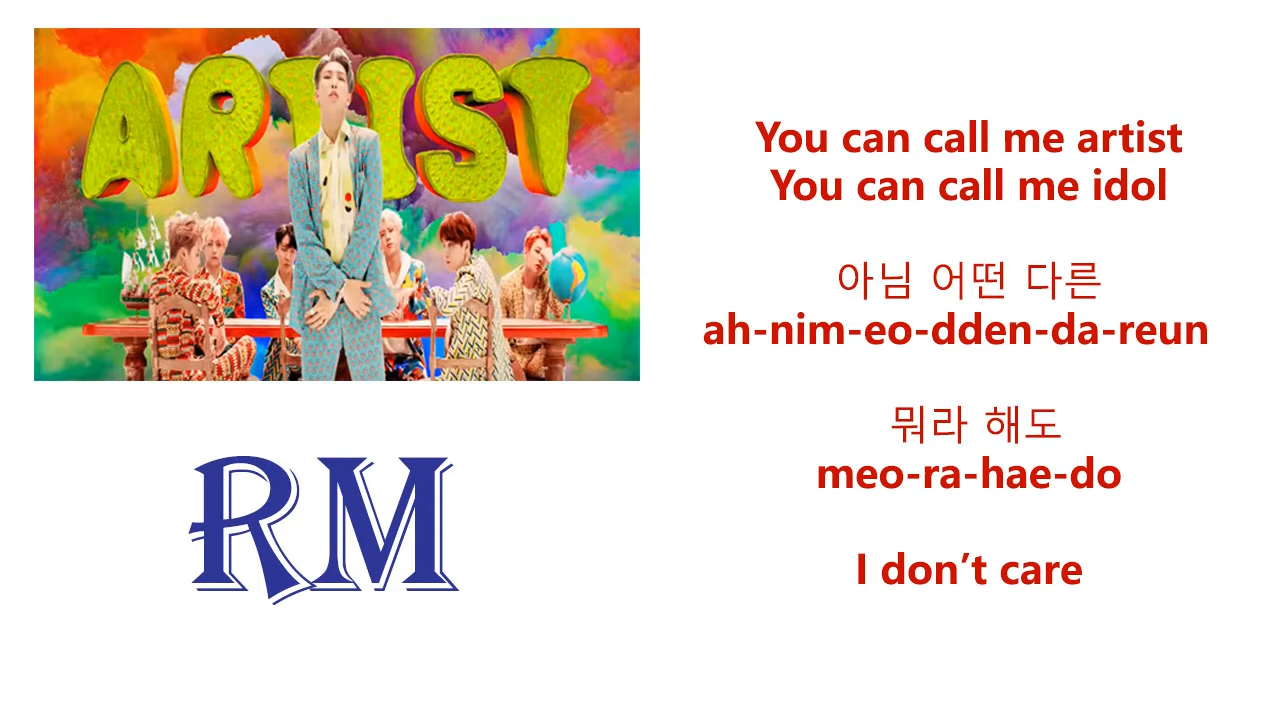 ARTIST
RM
You can call me artist
You can call me idol
아님 어떤 다른
ah-nim-eo-dden-da-reun
뭐라 해도
meo-ra-hae-do
I don’t care